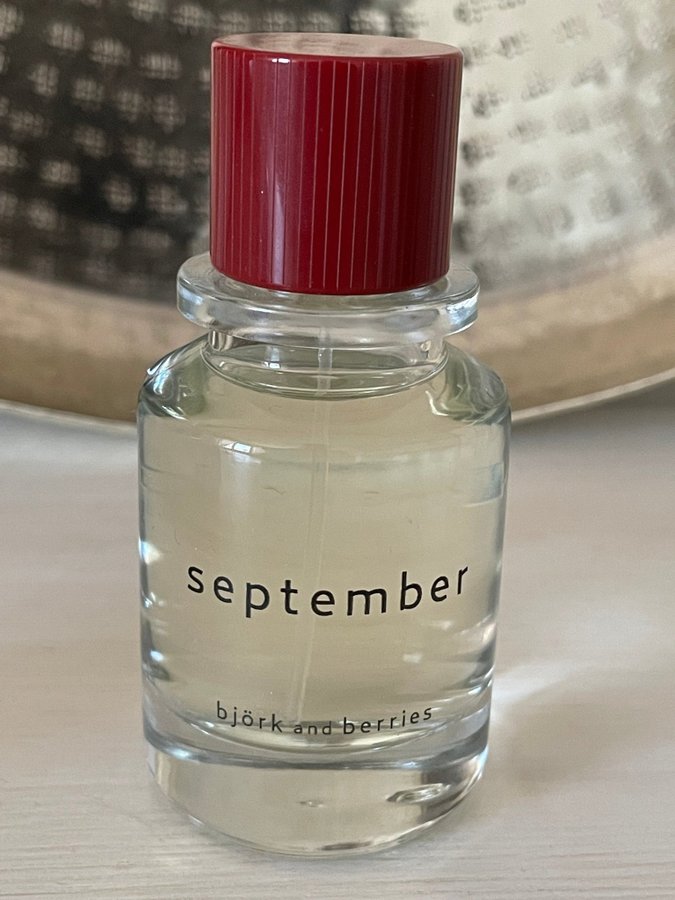 september
björk and berries